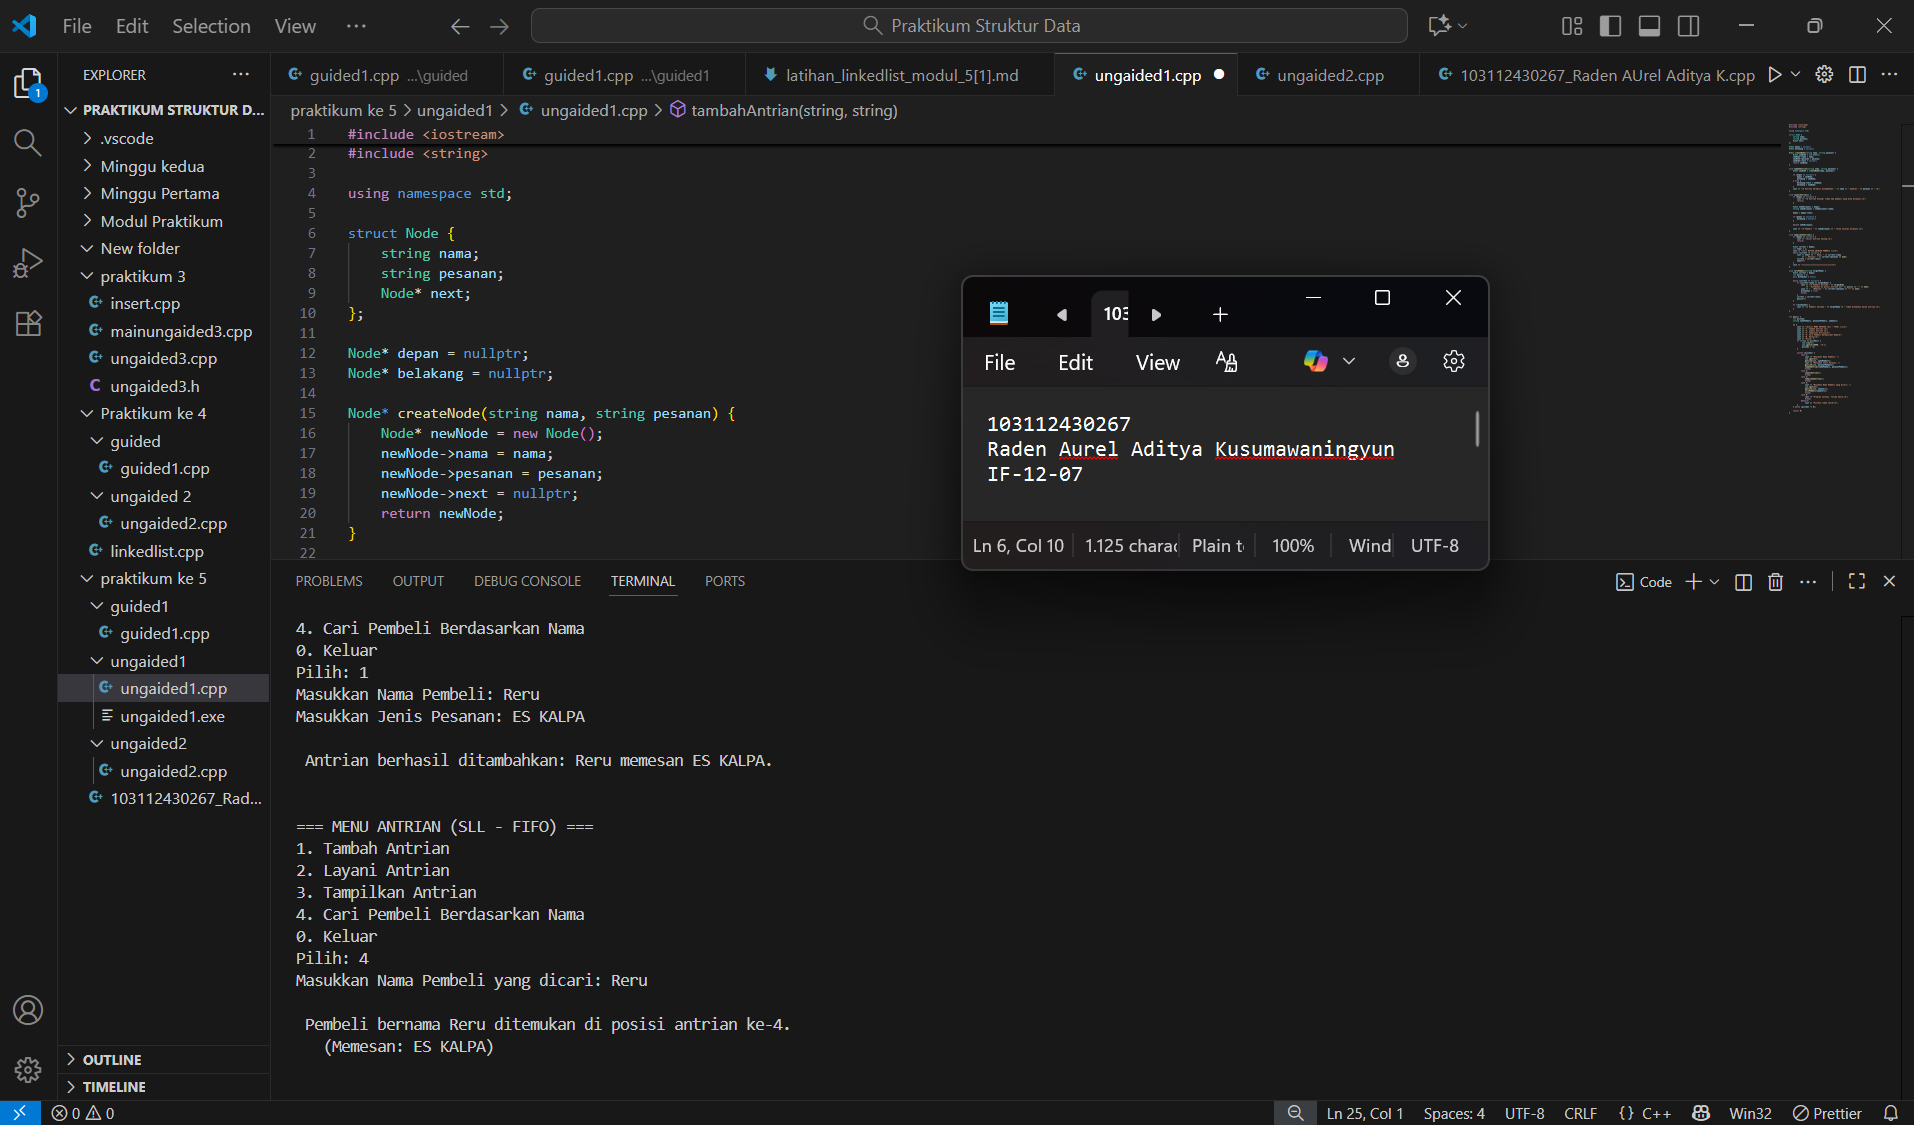 File Edit Selection View ...
Praktikum Struktur Data
EXPLORER
PRAKTIKUM STRUKTUR D...
.vscode
Minggu kedua
Minggu Pertama
Modul Praktikum
New folder
praktikum 3
insert.cpp
mainungaided3.cpp
ungaided3.cpp
ungaided3.h
Praktikum ke 4
guided
guided1.cpp
ungaided 2
ungaided2.cpp
linkedlist.cpp
praktikum ke 5
guided1
guided1.cpp
ungaided1
ungaided1.cpp
ungaided1.exe
ungaided2
ungaided2.cpp
103112430267_Rad...
OUTLINE
TIMELINE
guided1.cpp ...\guided
guided1.cpp ...\guided1
latihan_linkedlist_modul_5[1].md
ungaided1.cpp
ungaided2.cpp
103112430267_Raden AUrel Aditya K.cpp
praktikum ke 5 > ungaided1 > ungaided1.cpp > tambahAntrian(string, string)
1 #include <iostream>
2 #include <string>
3
4 using namespace std;
5
6 struct Node {
7 string nama;
8 string pesanan;
9 Node* next;
10 };
11
12 Node* depan = nullptr;
13 Node* belakang = nullptr;
14
15 Node* createNode(string nama, string pesanan) {
16 Node* newNode = new Node();
17 newNode->nama = nama;
18 newNode->pesanan = pesanan;
19 newNode->next = nullptr;
20 return newNode;
21 }
22
103
File Edit View
103112430267
Raden Aurel Aditya Kusumawaningyun
IF-12-07
Ln 6, Col 10 1.125 charac Plain t 100% Wind UTF-8
PROBLEMS OUTPUT DEBUG CONSOLE TERMINAL PORTS
Code
4. Cari Pembeli Berdasarkan Nama
0. Keluar
Pilih: 1
Masukkan Nama Pembeli: Reru
Masukkan Jenis Pesanan: ES KALPA
Antrian berhasil ditambahkan: Reru memesan ES KALPA.
=== MENU ANTRIAN (SLL - FIFO) ===
1. Tambah Antrian
2. Layani Antrian
3. Tampilkan Antrian
4. Cari Pembeli Berdasarkan Nama
0. Keluar
Pilih: 4
Masukkan Nama Pembeli yang dicari: Reru
Pembeli bernama Reru ditemukan di posisi antrian ke-4.
(Memesan: ES KALPA)
0 0
Ln 25, Col 1 Spaces: 4 UTF-8 CRLF {} C++ Win32 Prettier